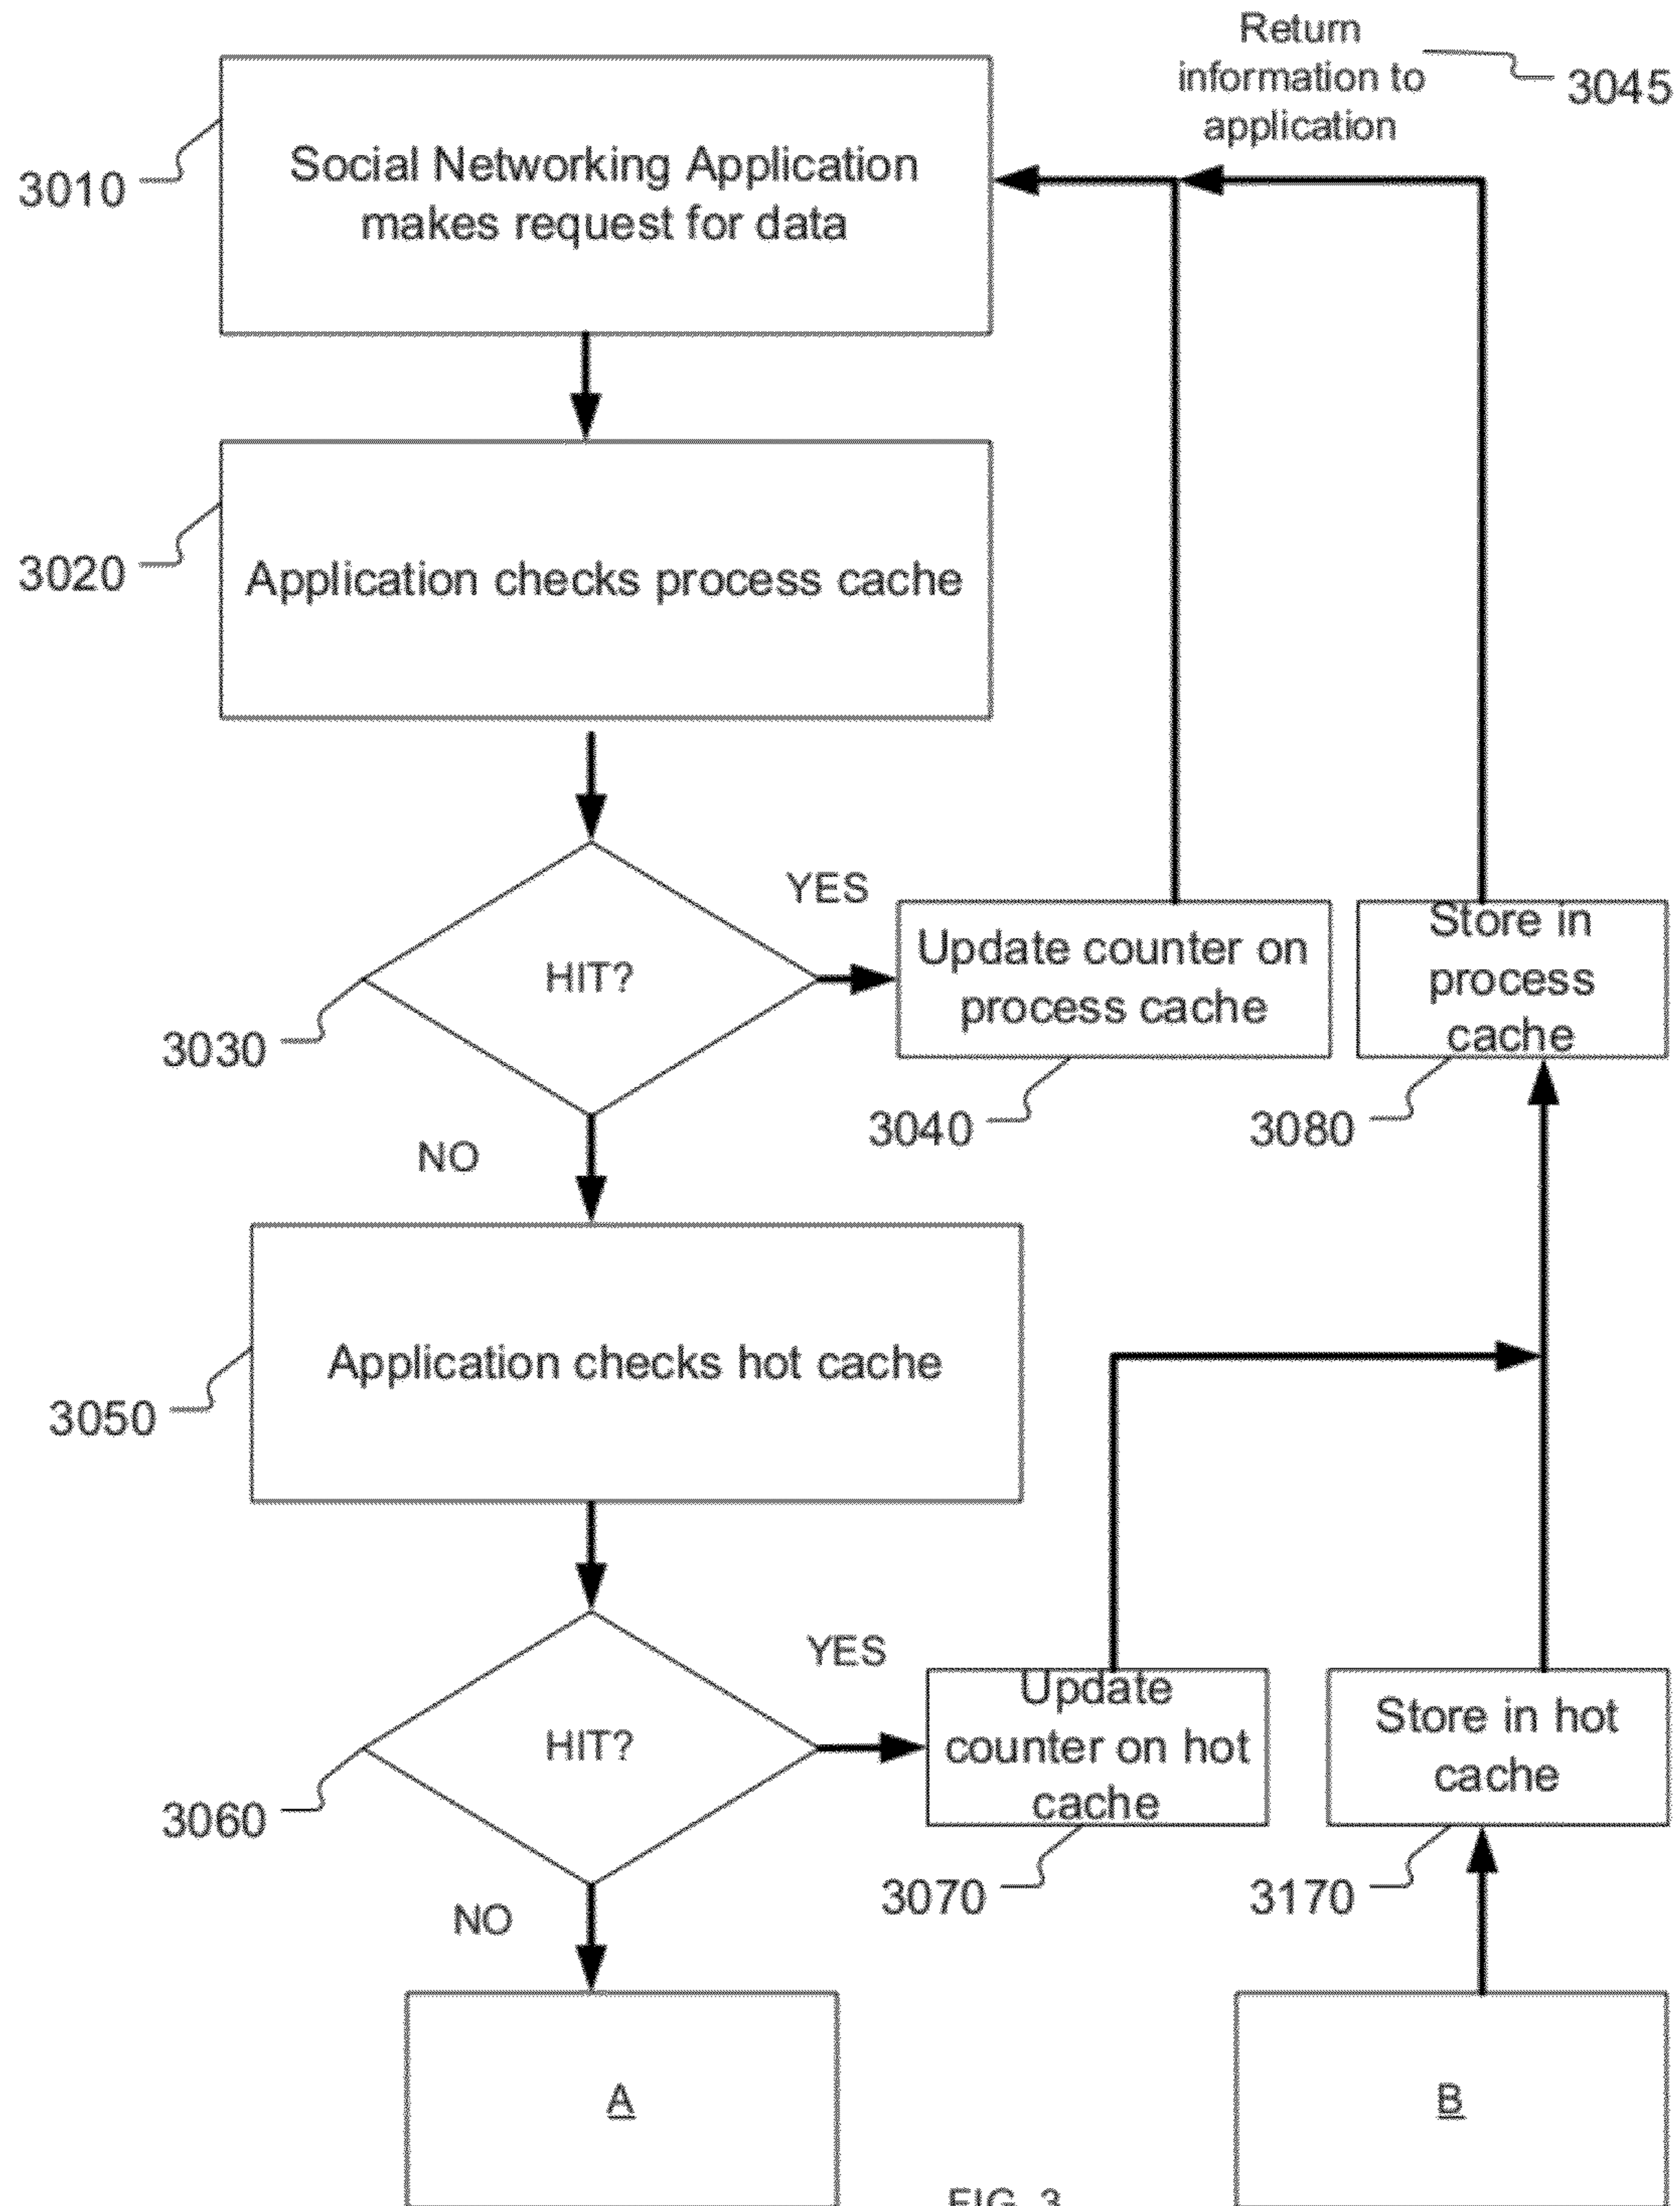 Return
information to
application
3045
Social Networking Application
makes request for data
3010
Application checks process cache
3020
YES
HIT?
3030
Update counter on
process cache
3040
Store in
process
cache
3080
NO
Application checks hot cache
3050
YES
HIT?
3060
Update
counter on hot
cache
3070
Store in hot
cache
3170
NO
A
B
FIG. 3